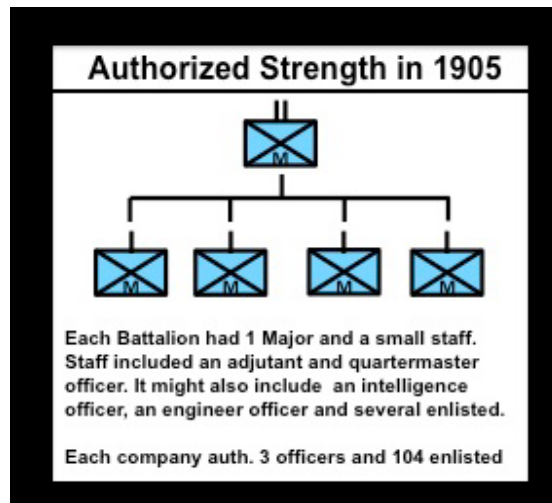 Authorized Strength in 1905
M
M M M M
Each Battalion had 1 Major and a small staff.
Staff included an adjutant and quartermaster
officer. It might also include an intelligence
officer, an engineer officer and several enlisted.
Each company auth. 3 officers and 104 enlisted